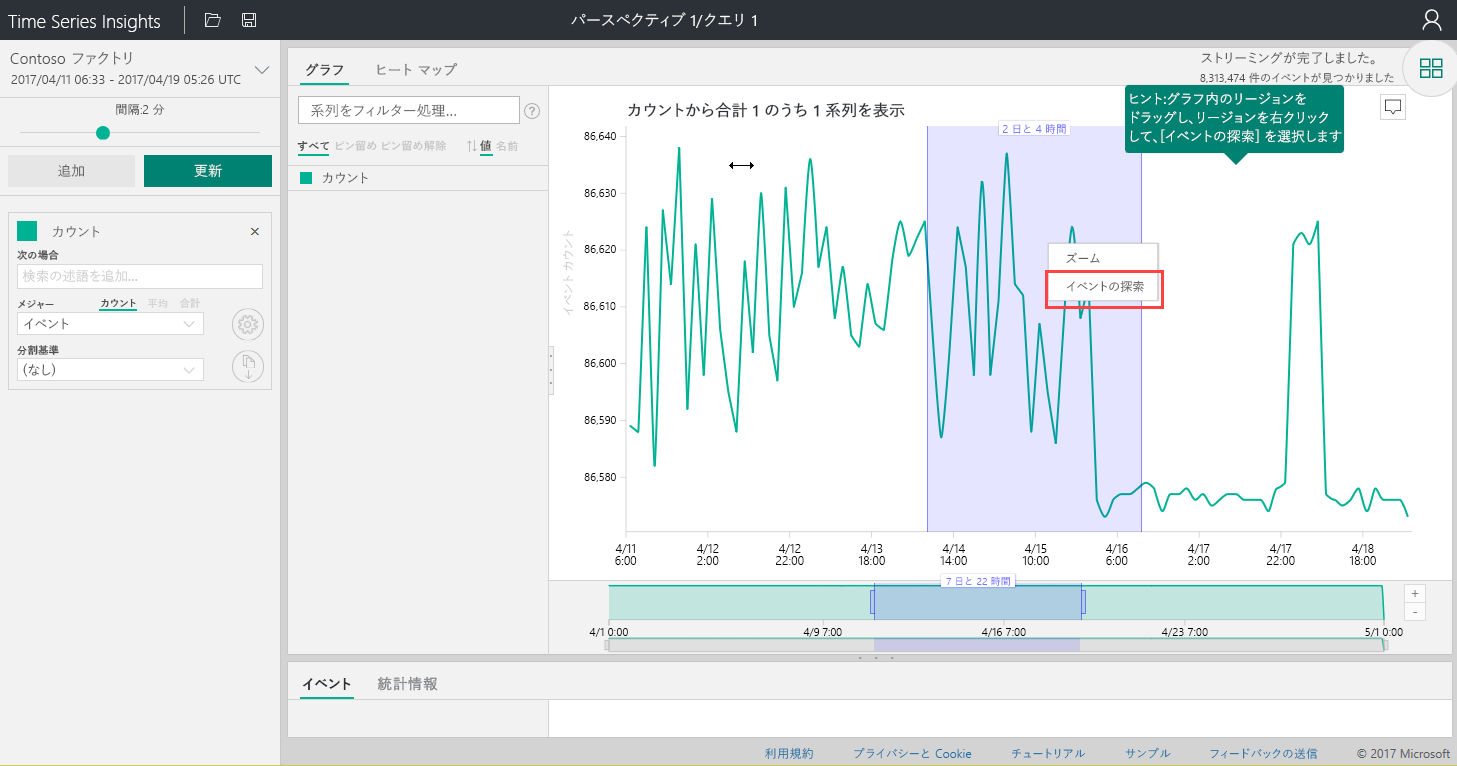 Time Series Insights
パースペクティブ 1/クエリ 1
Contoso ファクトリ
2017/04/11 06:33 - 2017/04/19 05:26 UTC
間隔:2 分
追加
更新
カウント
×
次の場合
検索の述語を追加...
メジャー
カウント 平均 合計
イベント
分割基準
(なし)
グラフ
ヒート マップ
ストリーミングが完了しました。
8,313,474 件のイベントが見つかりました
系列をフィルター処理...
?
すべて ピン留め ピン留め解除
値 名前
カウント
カウントから合計 1 のうち 1 系列を表示
ヒント:グラフ内のリージョンを
ドラッグし、リージョンを右クリック
して、[イベントの探索] を選択します
2 日と 4 時間
イベント カウント
86,640
86,630
86,620
86,610
86,600
86,590
86,580
ズーム
イベントの探索
4/11 6:00
4/12 2:00
4/12 22:00
4/13 18:00
4/14 14:00
4/15 10:00
4/16 6:00
4/17 2:00
4/17 22:00
4/18 18:00
7 日と 22 時間
+
-
4/1 0:00
4/9 7:00
4/16 7:00
4/23 7:00
5/1 0:00
イベント
統計情報
利用規約
プライバシーと Cookie
チュートリアル
サンプル
フィードバックの送信
© 2017 Microsoft